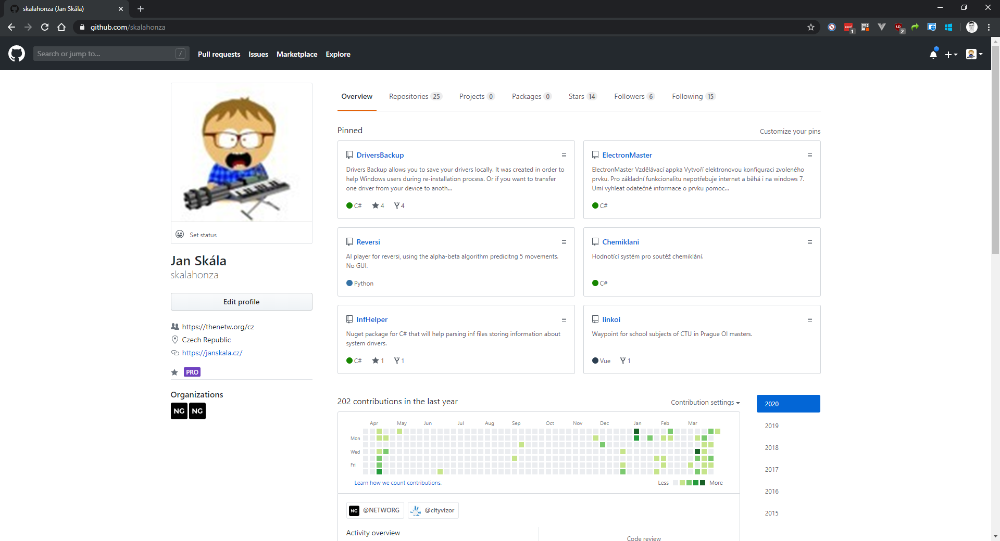 skalahonza (Jan Skála)
github.com/skalahonza
1
2
Search or jump to...
/
Pull requests
Issues
Marketplace
Explore
Overview
Repositories 25
Projects 0
Packages 0
Stars 14
Followers 6
Following 15
Set status
Jan Skála
skalahonza
Edit profile
https://thenetw.org/cz
Czech Republic
https://janskala.cz/
PRO
Organizations
NG
NG
Pinned
Customize your pins
DriversBackup
Drivers Backup allows you to save your drivers locally. It was created in order to
help Windows users during re-installation process. Or if you want to transfer
one driver from your device to anoth...
C# 4 4
ElectronMaster
ElectronMaster Vzdělávací appka Vytvoří elektronovou konfiguraci zvoleného
prvku. Pro základní funkcionalitu nepotřebuje internet a běhá i na windows 7.
Umí vyhleat odatečné informace o prvku pomoc...
C#
Reversi
AI player for reversi, using the alpha-beta algorithm predicitng 5 movements.
No GUI.
Python
Chemiklani
Hodnotící systém pro soutěž chemiklání.
C#
InfHelper
Nuget package for C# that will help parsing inf files storing information about
system drivers.
C# 1 1
linkoi
Waypoint for school subjects of CTU in Prague OI masters.
Vue 1
202 contributions in the last year
Contribution settings
Apr May Jun Jul Aug Sep Oct Nov Dec Jan Feb Mar
Mon
Wed
Fri
Learn how we count contributions.
Less
More
2020
2019
2018
2017
2016
2015
NG @NETWORG
@cityvizor
Activity overview
Code review